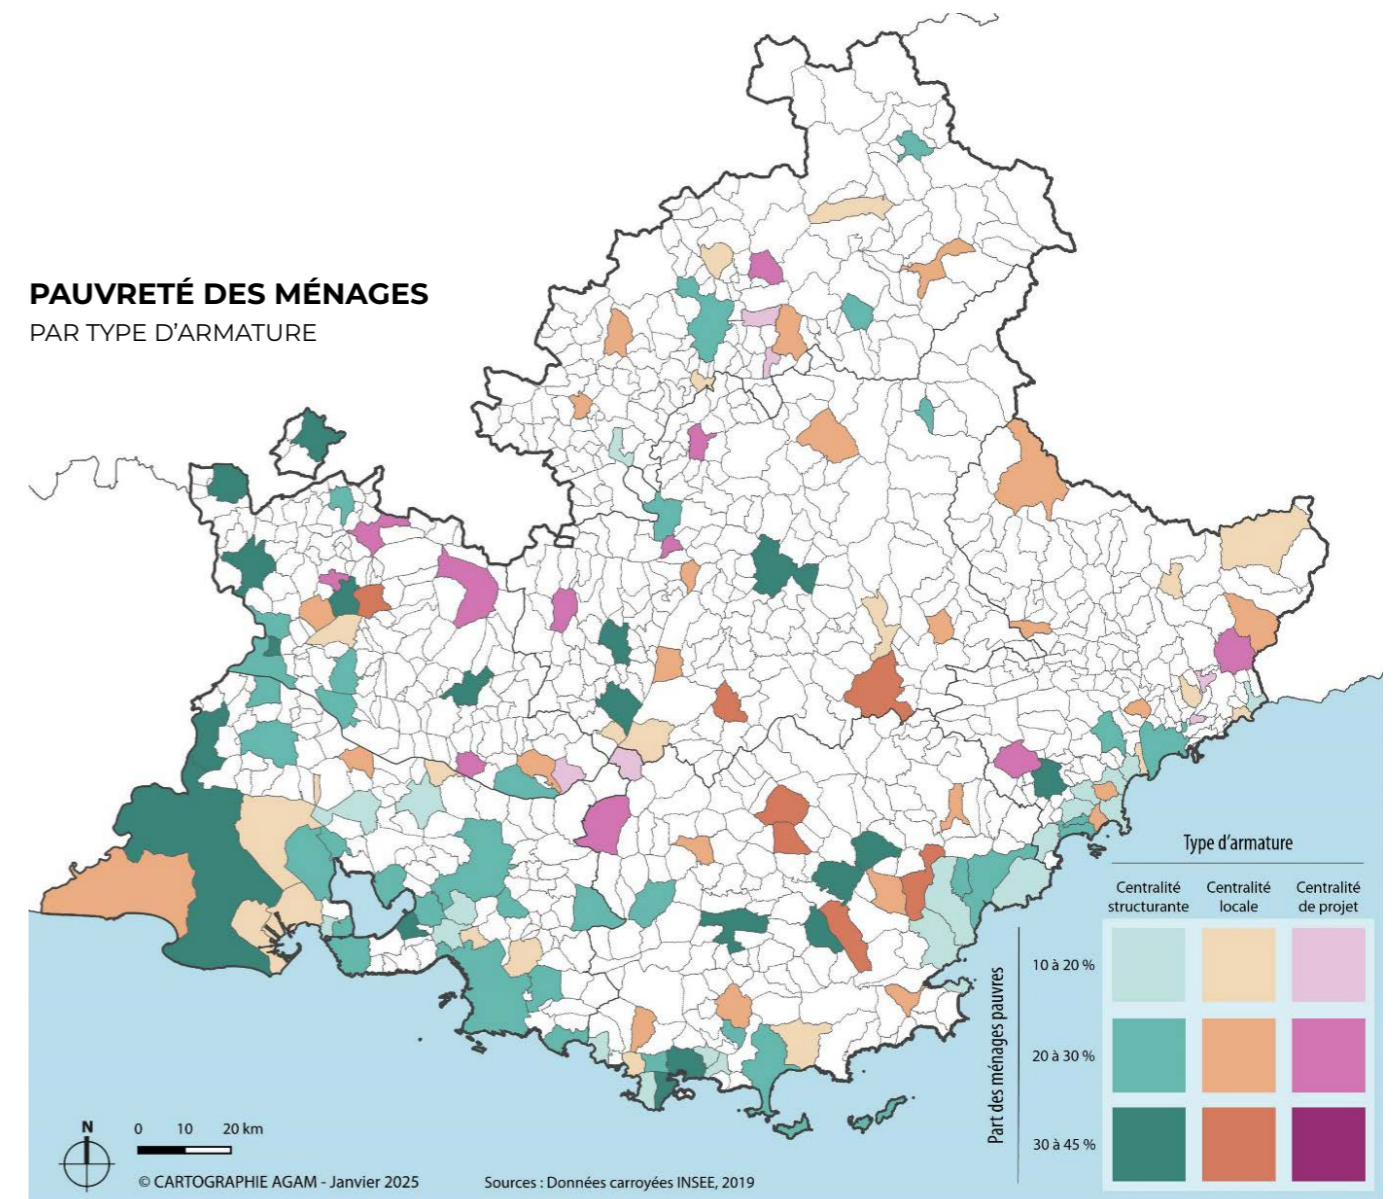 PAUVRETÉ DES MÉNAGES
PAR TYPE D'ARMATURE
Type d'armature
Centralité structurante
Centralité locale
Centralité de projet
Part des ménages pauvres
10 à 20 %
20 à 30 %
30 à 45 %
N
0 10 20 km
© CARTOGRAPHIE AGAM - Janvier 2025
Sources : Données carroyées INSEE, 2019